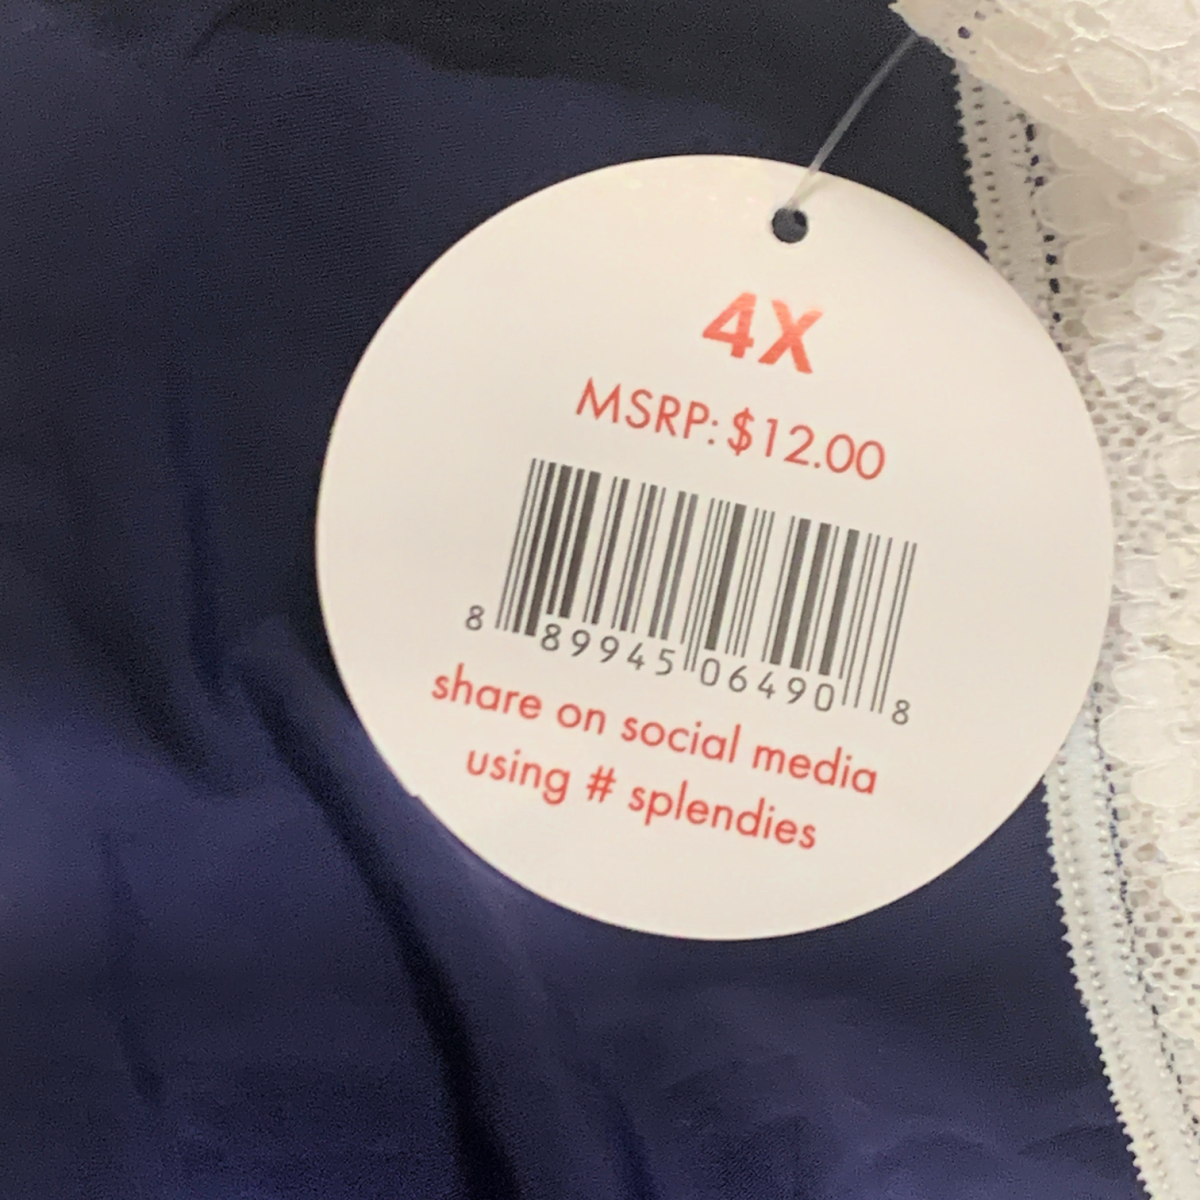 4X
MSRP: $12.00
8 89945 06490 8
share on social media
using # splendies